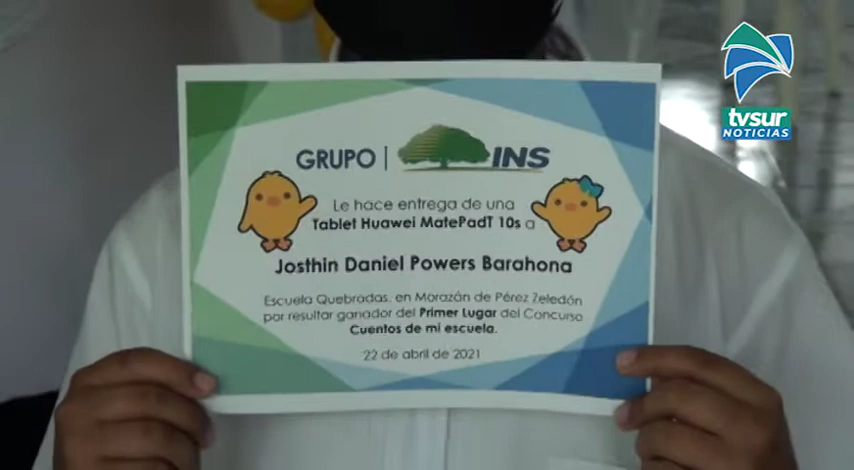 tvsur
NOTICIAS
GRUPO | INS
Le hace entrega de una
Tablet Huawei MatePadT 10s a
Josthin Daniel Powers Barahona
Escuela Quebradas, en Morazán de Pérez Zeledón
por resultar ganador del Primer Lugar del Concurso
Cuentos de mi escuela.
22 de abril de 2021